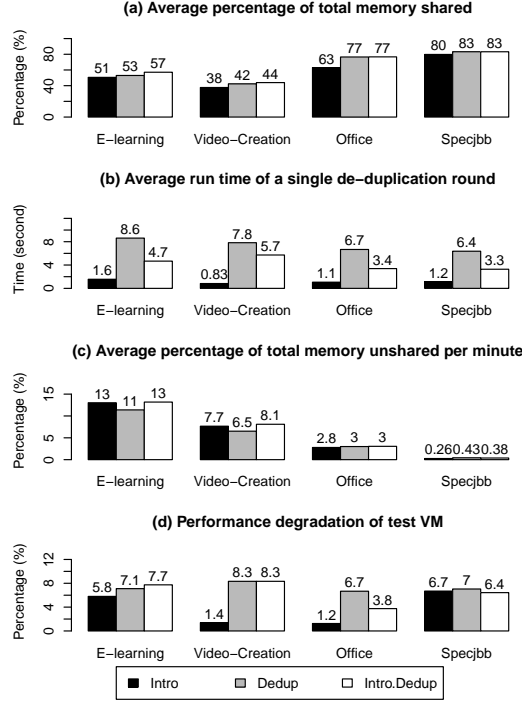 (a) Average percentage of total memory shared
Percentage (%)
0 40 80
51 53 57 38 42 44 63 77 77 80 83 83
E−learning Video−Creation Office Specjbb
(b) Average run time of a single de−duplication round
Time (second)
0 4 8
1.6 8.6 4.7 0.83 7.8 5.7 1.1 6.7 3.4 1.2 6.4 3.3
E−learning Video−Creation Office Specjbb
(c) Average percentage of total memory unshared per minute
Percentage (%)
0 5 15
13 11 13 7.7 6.5 8.1 2.8 3 3 0.26 0.43 0.38
E−learning Video−Creation Office Specjbb
(d) Performance degradation of test VM
Percentage (%)
0 4 8 12
5.8 7.1 7.7 1.4 8.3 8.3 1.2 6.7 3.8 6.7 7 6.4
E−learning Video−Creation Office Specjbb
Intro Dedup Intro.Dedup